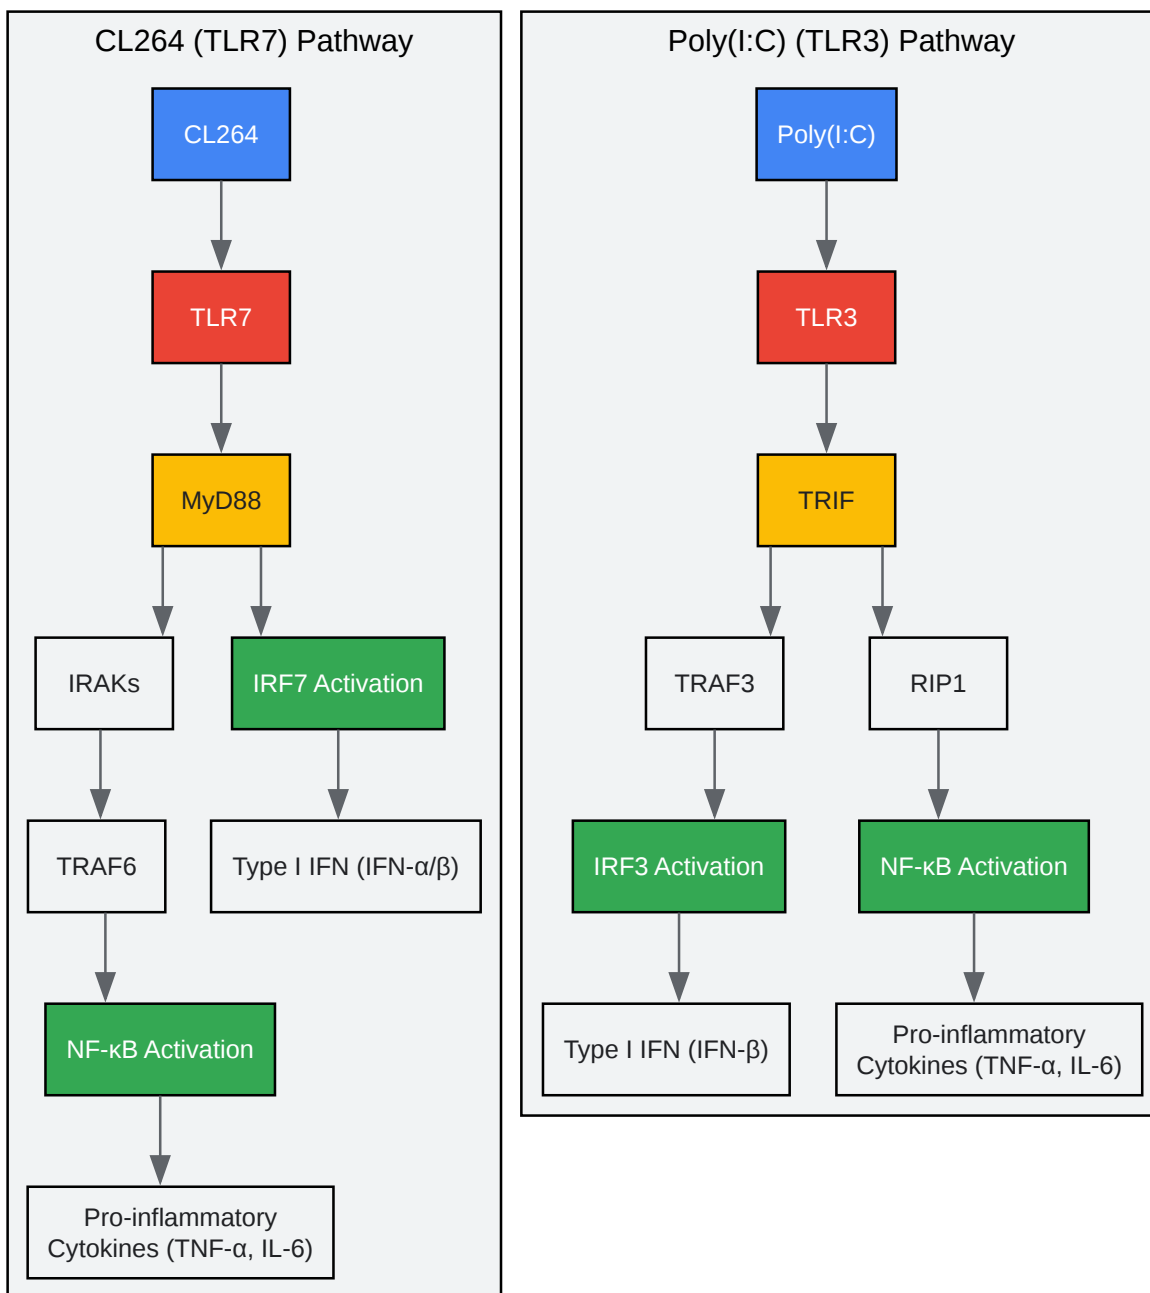 CL264 (TLR7) Pathway
CL264
TLR7
MyD88
IRAKs
IRF7 Activation
TRAF6
Type I IFN (IFN-α/β)
NF-κB Activation
Pro-inflammatory
Cytokines (TNF-α, IL-6)
Poly(I:C) (TLR3) Pathway
Poly(I:C)
TLR3
TRIF
TRAF3
RIP1
IRF3 Activation
NF-κB Activation
Type I IFN (IFN-β)
Pro-inflammatory
Cytokines (TNF-α, IL-6)